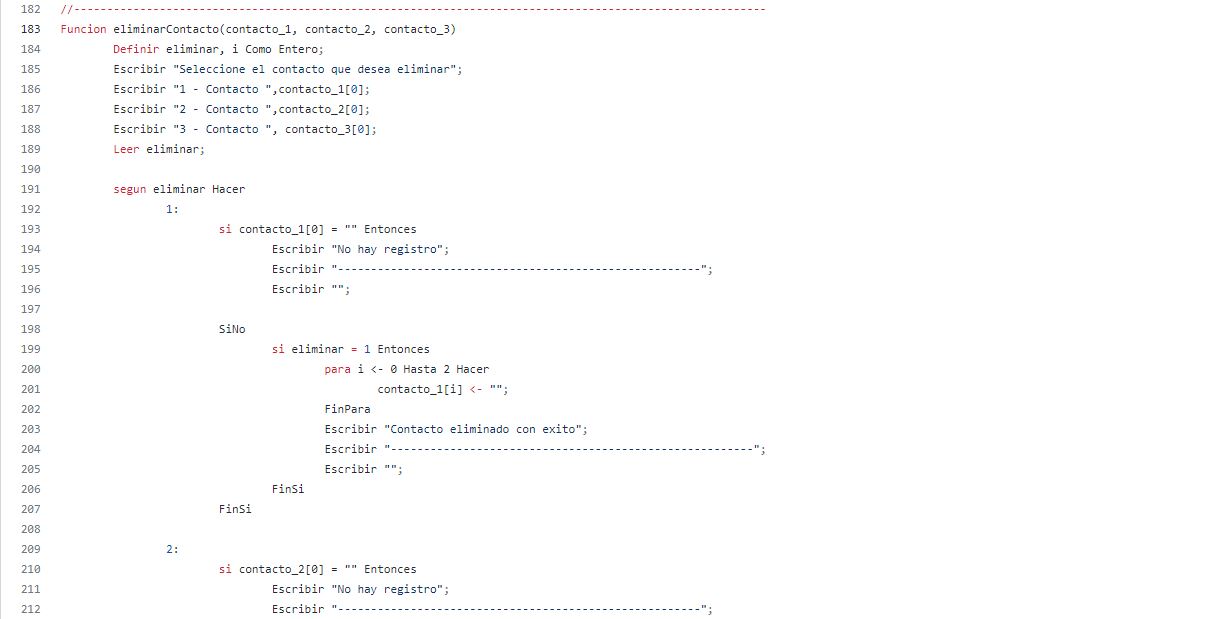 182 //---------------------------------------------------------------------------------------------------------
183 Funcion eliminarContacto(contacto_1, contacto_2, contacto_3)
184 Definir eliminar, i Como Entero;
185 Escribir "Seleccione el contacto que desea eliminar";
186 Escribir "1 - Contacto ",contacto_1[0];
187 Escribir "2 - Contacto ",contacto_2[0];
188 Escribir "3 - Contacto ", contacto_3[0];
189 Leer eliminar;
190
191 segun eliminar Hacer
192 1:
193 si contacto_1[0] = "" Entonces
194 Escribir "No hay registro";
195 Escribir "-------------------------------------------------------";
196 Escribir "";
197
198 SiNo
199 si eliminar = 1 Entonces
200 para i <- 0 Hasta 2 Hacer
201 contacto_1[i] <- "";
202 FinPara
203 Escribir "Contacto eliminado con exito";
204 Escribir "-------------------------------------------------------";
205 Escribir "";
206 FinSi
207 FinSi
208
209 2:
210 si contacto_2[0] = "" Entonces
211 Escribir "No hay registro";
212 Escribir "-------------------------------------------------------";